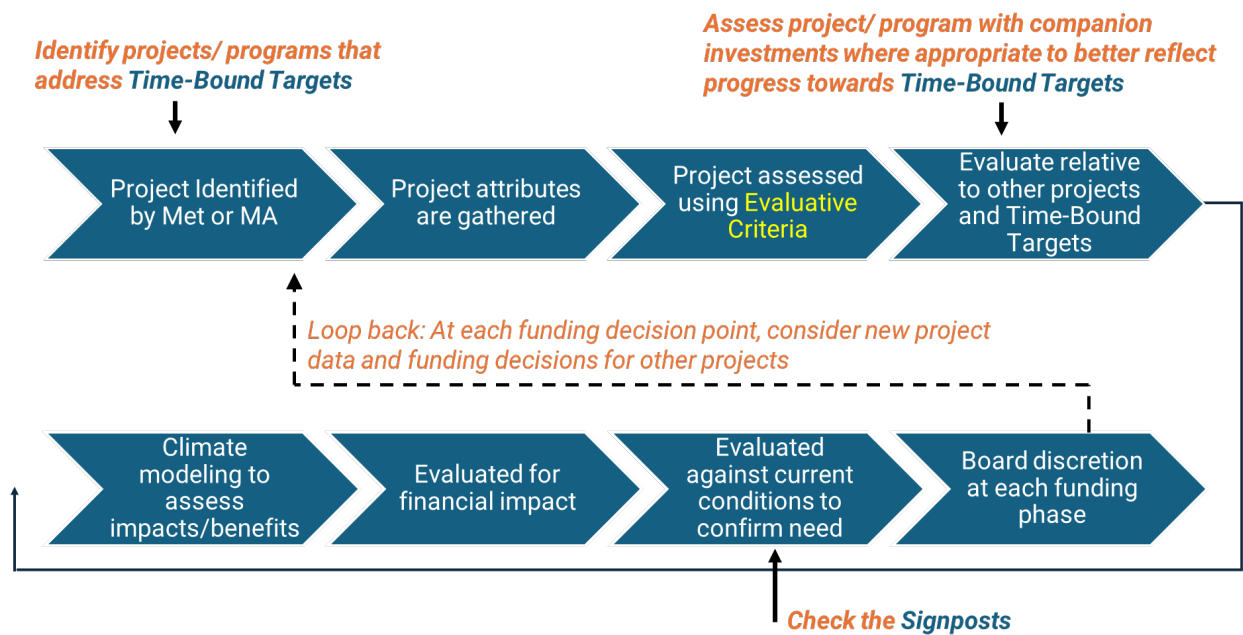 Identify projects/ programs that
address Time-Bound Targets
Assess project/ program with companion
investments where appropriate to better reflect
progress towards Time-Bound Targets
Project Identified
by Met or MA
Project attributes
are gathered
Project assessed
using Evaluative
Criteria
Evaluate relative
to other projects
and Time-Bound
Targets
Loop back: At each funding decision point, consider new project
data and funding decisions for other projects
Climate
modeling to
assess
impacts/benefits
Evaluated for
financial impact
Evaluated
against current
conditions to
confirm need
Board discretion
at each funding
phase
Check the Signposts